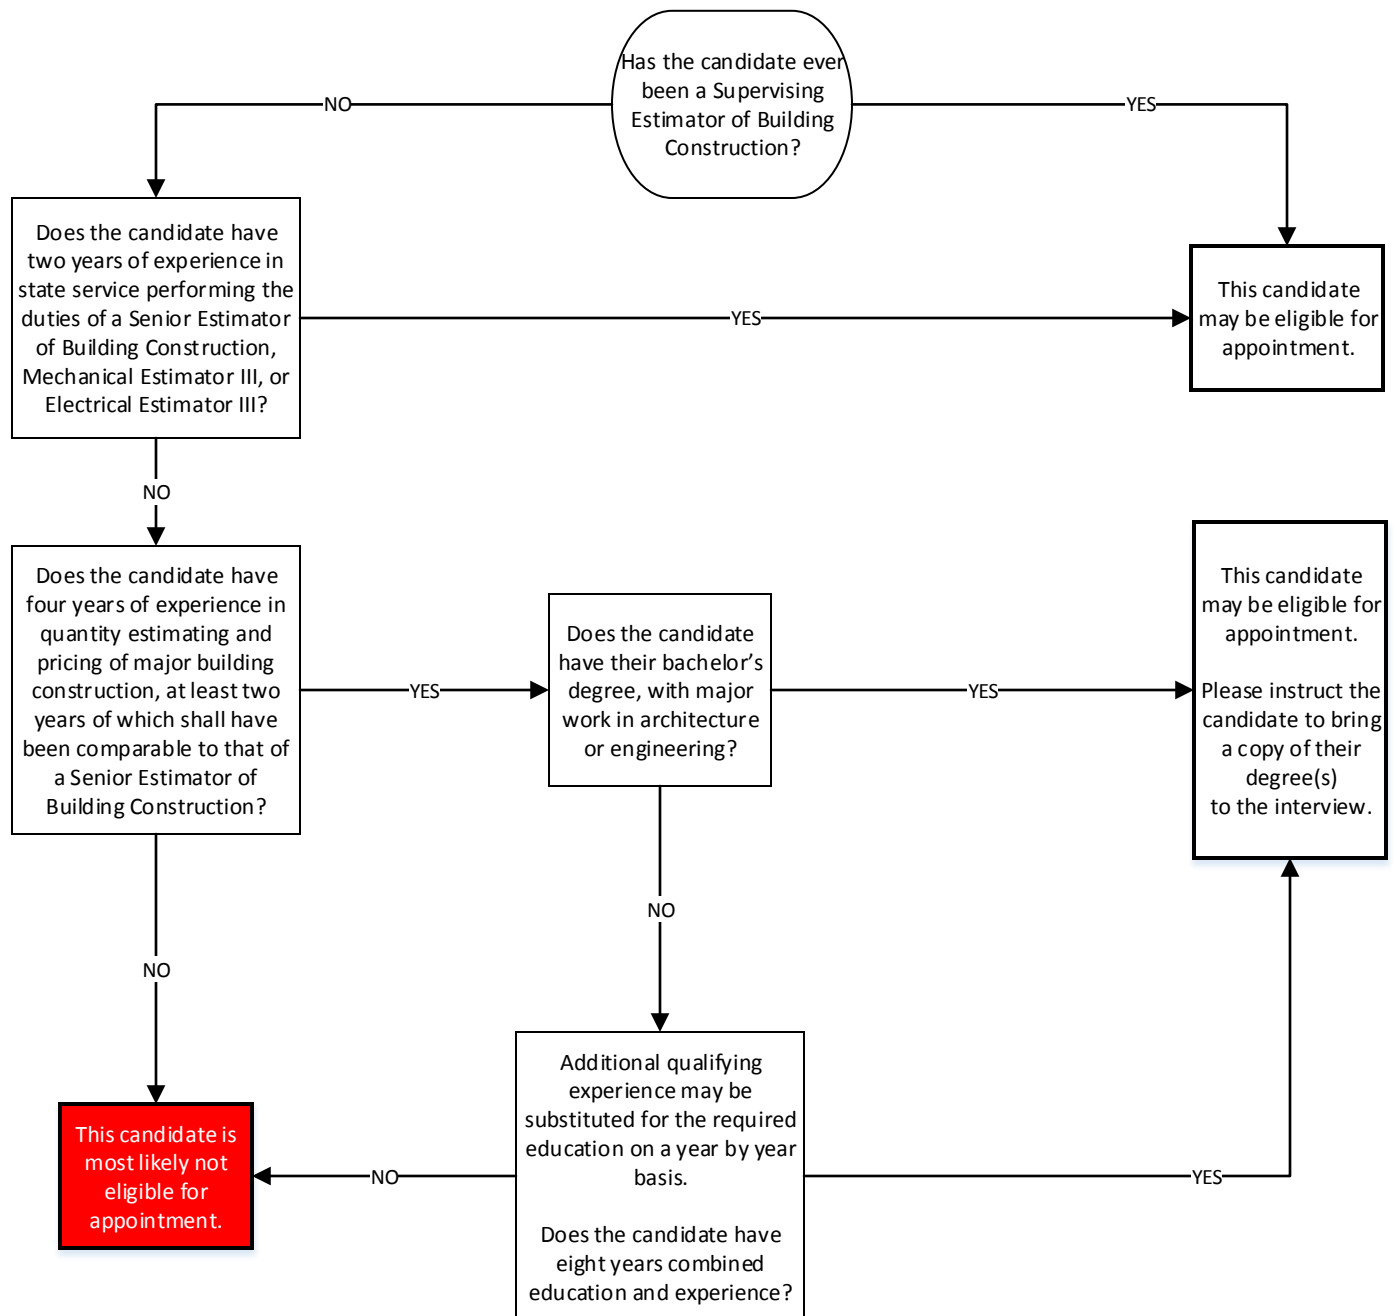 Has the candidate ever
been a Supervising
Estimator of Building
Construction?
NO
YES
Does the candidate have
two years of experience in
state service performing the
duties of a Senior Estimator
of Building Construction,
Mechanical Estimator III, or
Electrical Estimator III?
YES
This candidate
may be eligible for
appointment.
NO
Does the candidate have
four years of experience in
quantity estimating and
pricing of major building
construction, at least two
years of which shall have
been comparable to that of
a Senior Estimator of
Building Construction?
YES
Does the candidate
have their bachelor’s
degree, with major
work in architecture
or engineering?
YES
This candidate
may be eligible for
appointment.
Please instruct the
candidate to bring
a copy of their
degree(s)
to the interview.
NO
NO
This candidate is
most likely not
eligible for
appointment.
NO
Additional qualifying
experience may be
substituted for the required
education on a year by year
basis.
Does the candidate have
eight years combined
education and experience?
YES